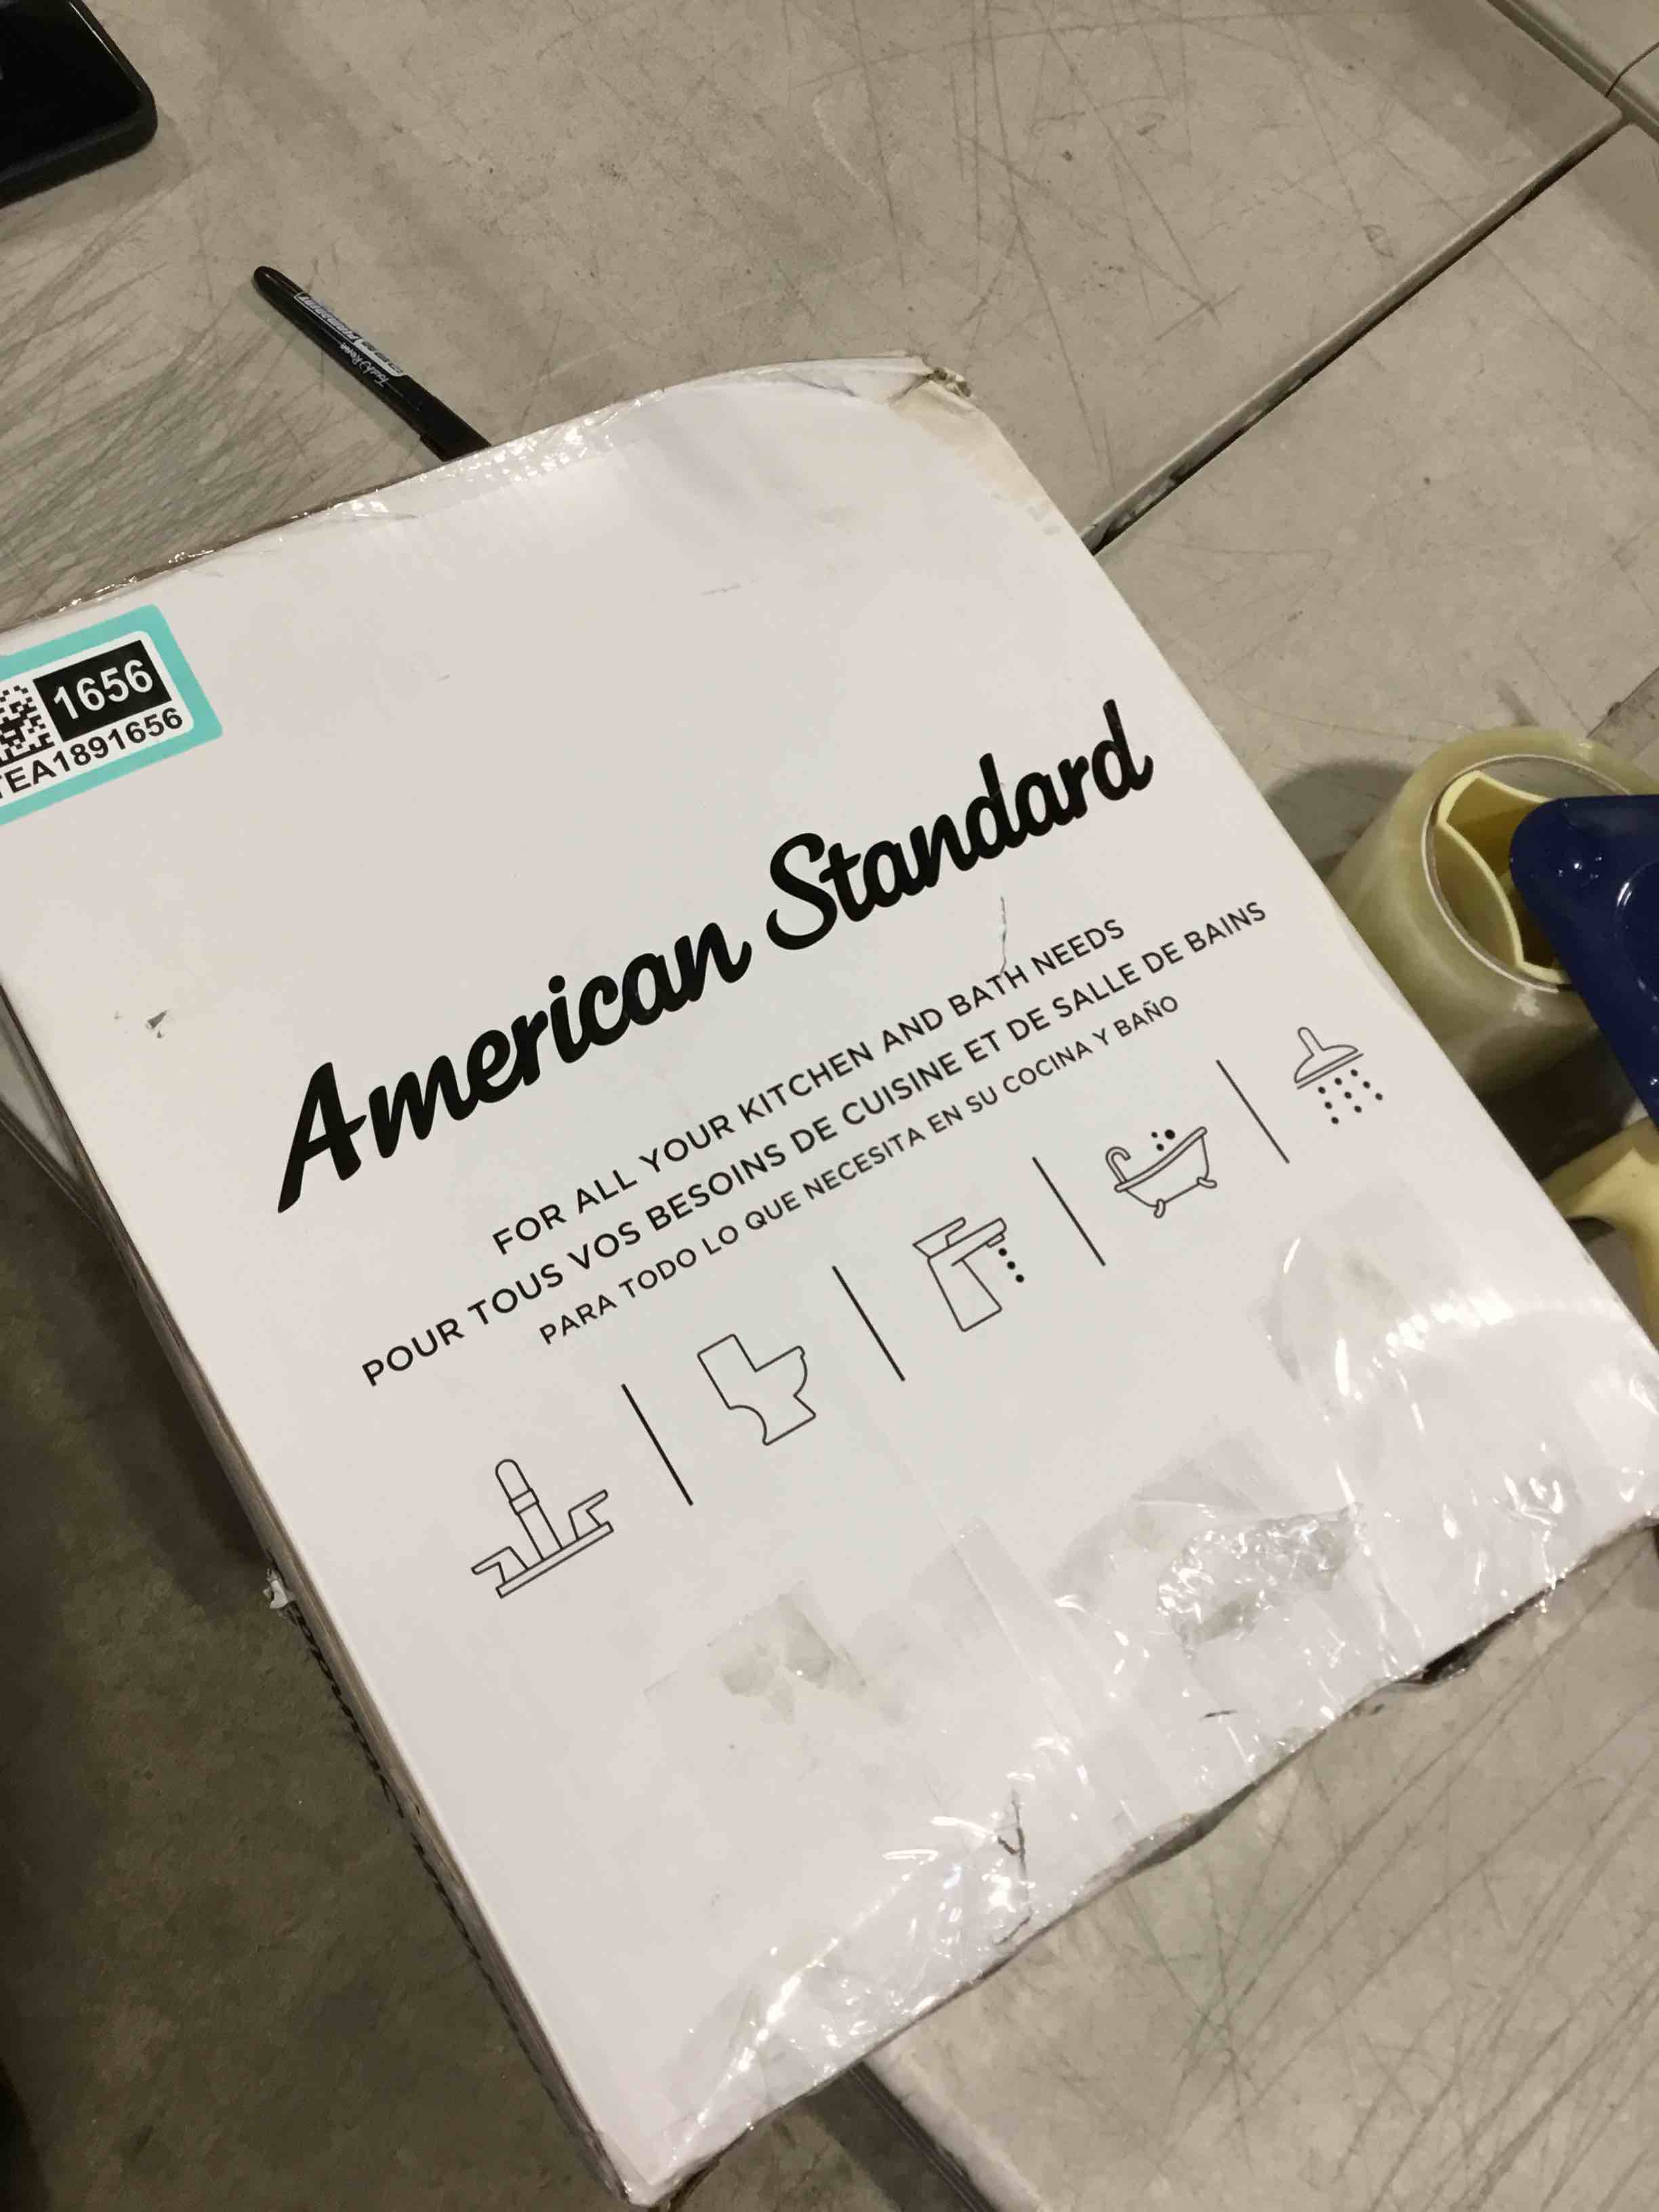 1656
TEA1891656
American Standard
FOR ALL YOUR KITCHEN AND BATH NEEDS
POUR TOUS VOS BESOINS DE CUISINE ET DE SALLE DE BAINS
PARA TODO LO QUE NECESITA EN SU COCINA Y BAÑO